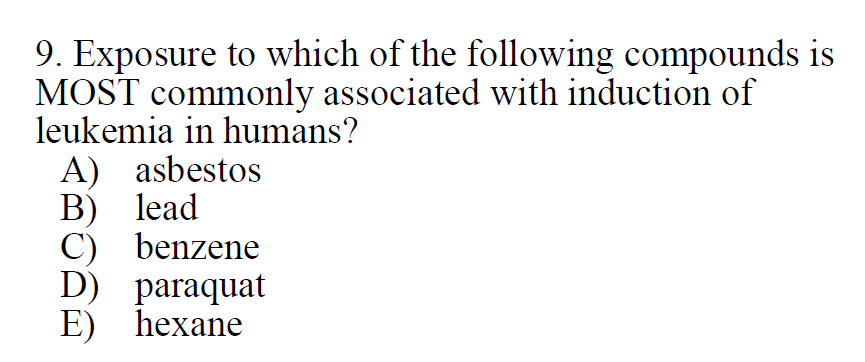 9. Exposure to which of the following compounds is
MOST commonly associated with induction of
leukemia in humans?
A) asbestos
B) lead
C) benzene
D) paraquat
E) hexane